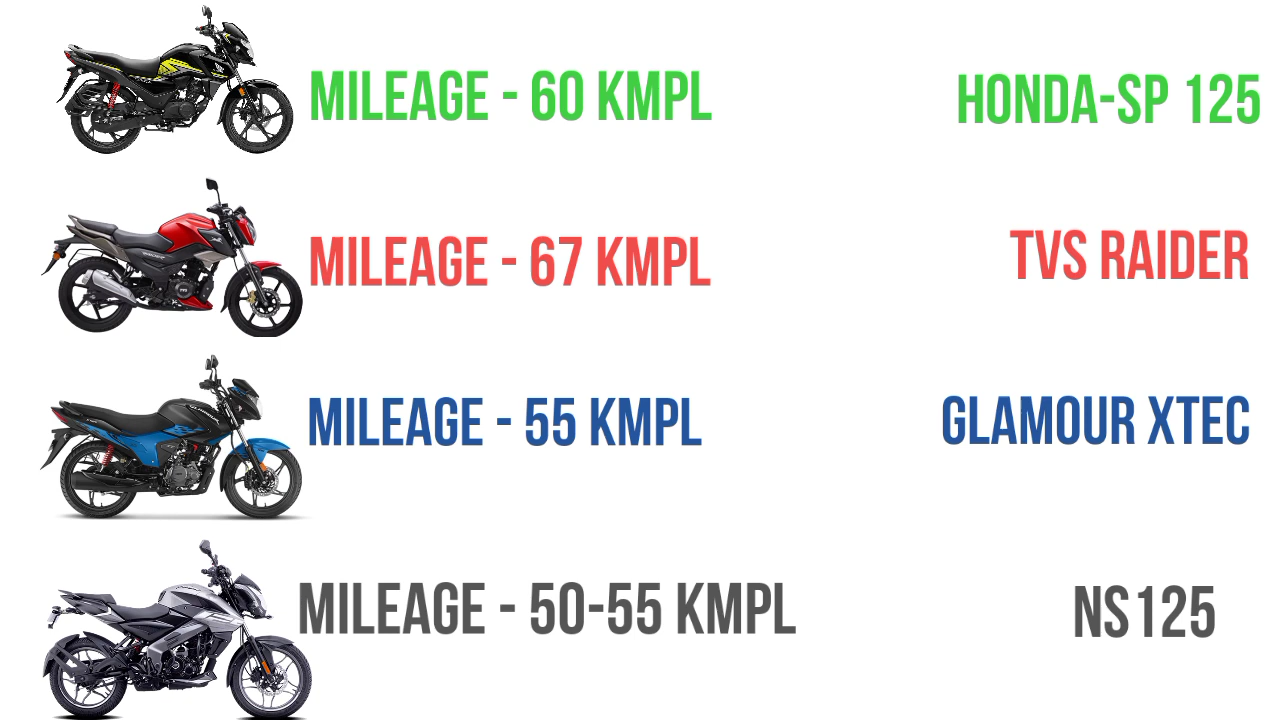 MILEAGE - 60 KMPL HONDA-SP 125
MILEAGE - 67 KMPL TVS RAIDER
MILEAGE - 55 KMPL GLAMOUR XTEC
MILEAGE - 50-55 KMPL NS125